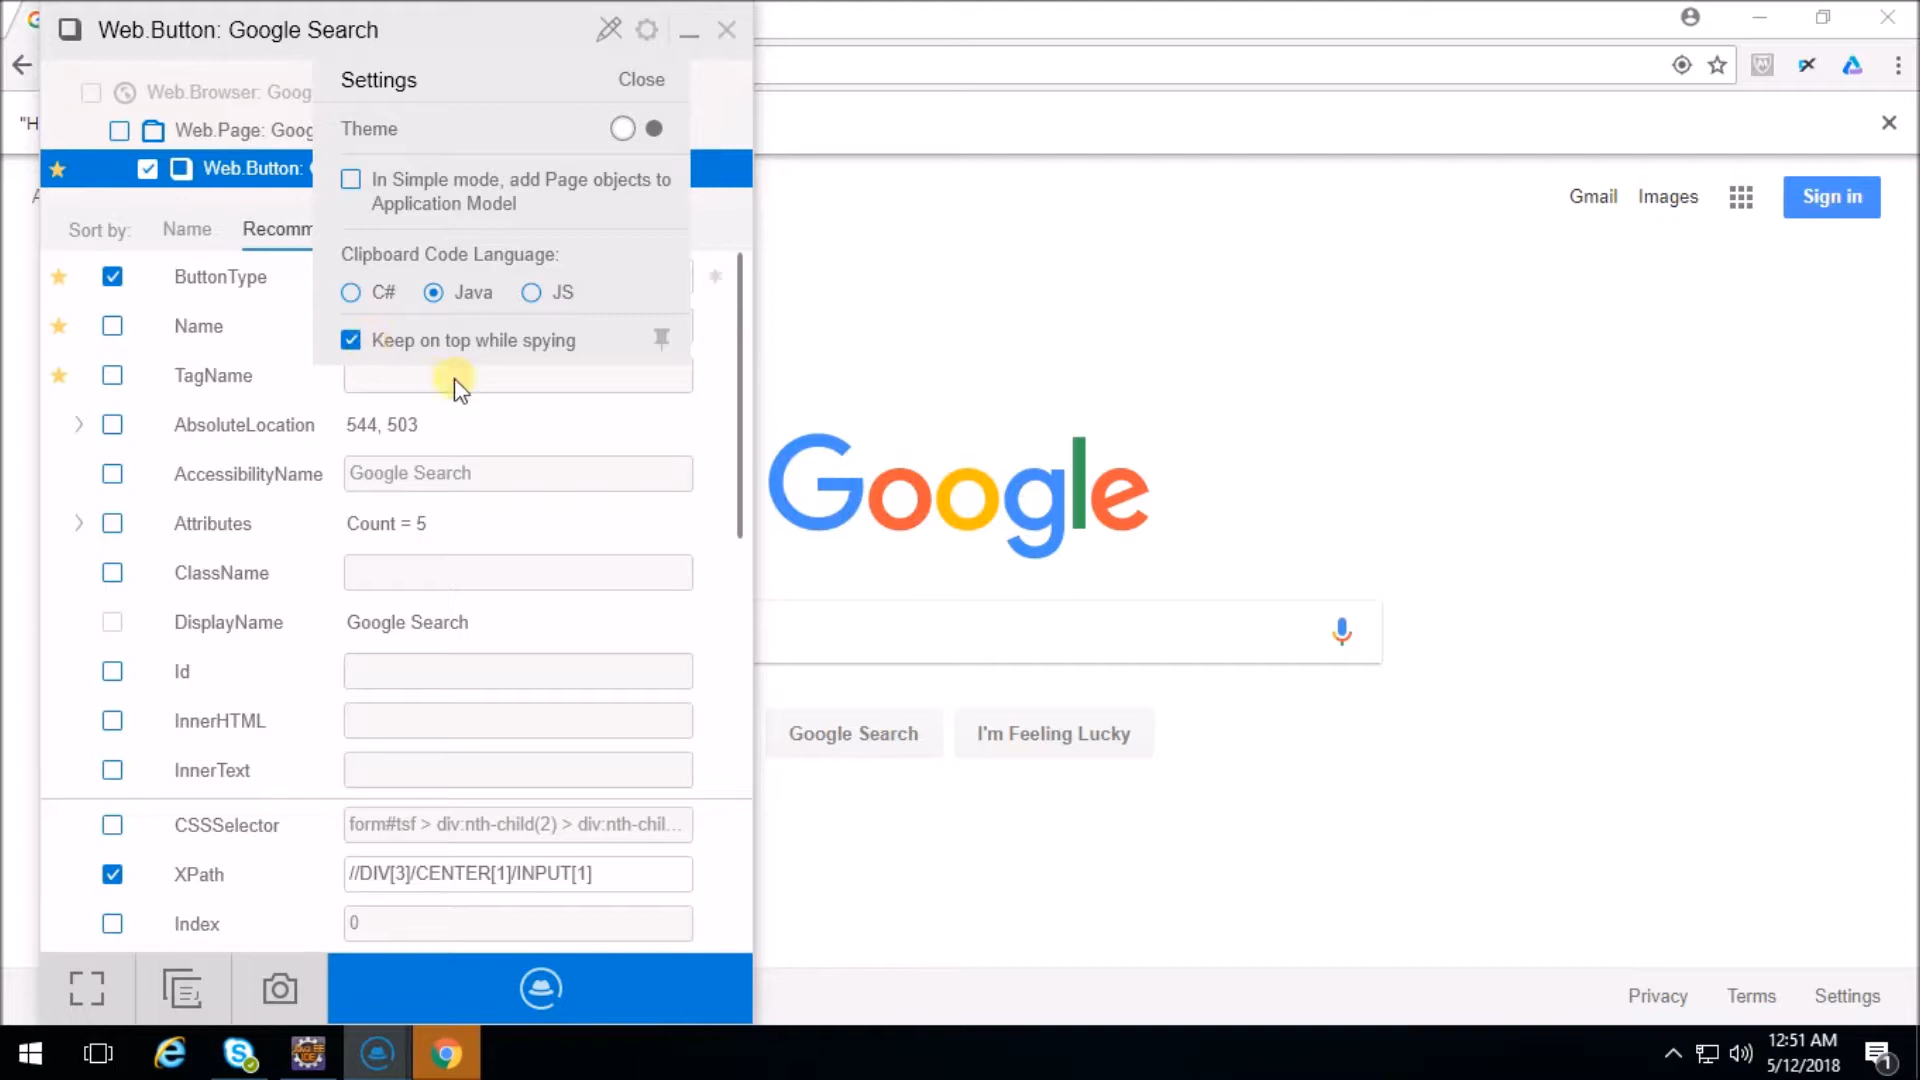 Web.Button: Google Search
Settings
Close
Web.Browser: Goog
"H
Theme
Web.Page: Goog
Web.Button:
In Simple mode, add Page objects to
Application Model
Gmail
Images
Sign in
Sort by:
Name
Recomm
Clipboard Code Language:
ButtonType
C#
Java
JS
Name
Keep on top while spying
TagName
AbsoluteLocation
544, 503
AccessibilityName
Google Search
Google
Attributes
Count = 5
ClassName
DisplayName
Google Search
Id
InnerHTML
Google Search
I'm Feeling Lucky
InnerText
CSSSelector
form#tsf > div:nth-child(2) > div:nth-chil...
XPath
//DIV[3]/CENTER[1]/INPUT[1]
Index
0
Privacy
Terms
Settings
12:51 AM
5/12/2018
1